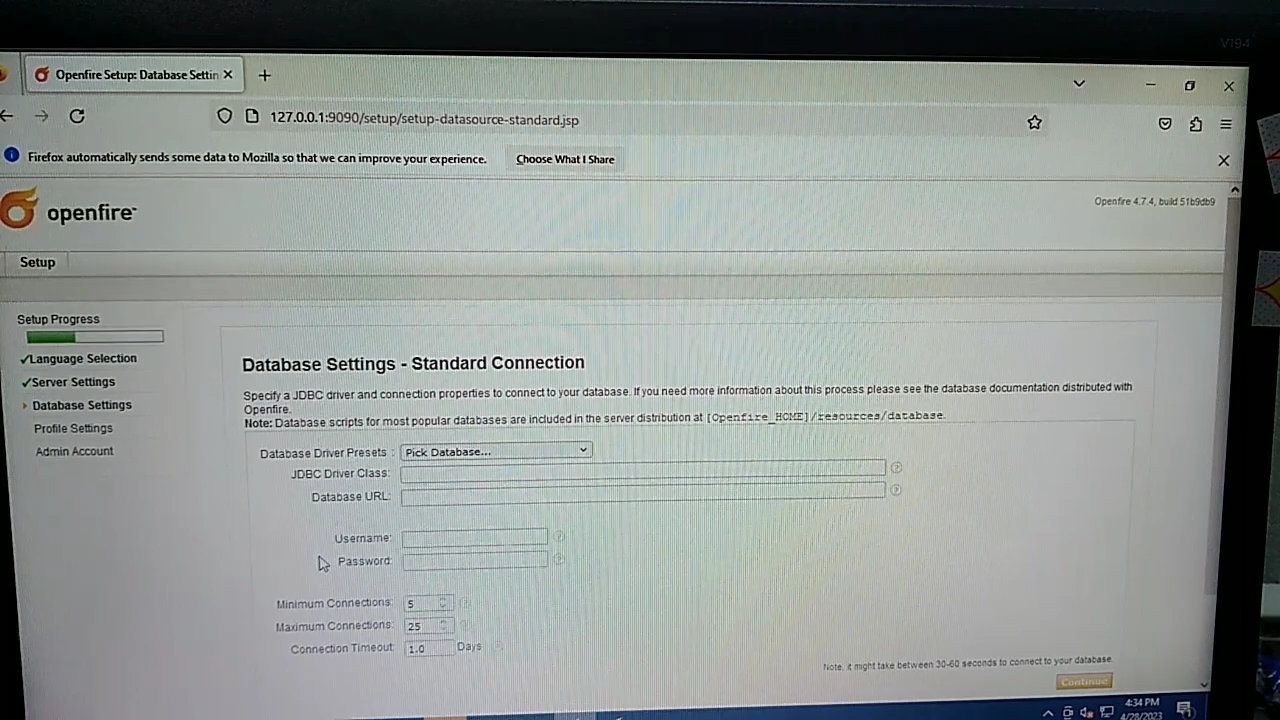 V194
Openfire Setup: Database Settin
127.0.0.1:9090/setup/setup-datasource-standard.jsp
Firefox automatically sends some data to Mozilla so that we can improve your experience. Choose What I Share
openfire
Openfire 4.7.4, build 51b9db9
Setup
Setup Progress
Language Selection
Server Settings
Database Settings
Profile Settings
Admin Account
Database Settings - Standard Connection
Specify a JDBC driver and connection properties to connect to your database. If you need more information about this process please see the database documentation distributed with
Openfire.
Note: Database scripts for most popular databases are included in the server distribution at [Openfire_HOME]/resources/database.
Database Driver Presets : Pick Database...
JDBC Driver Class:
Database URL:
Username:
Password:
Minimum Connections: 5
Maximum Connections: 25
Connection Timeout: 1.0 Days
Note, it might take between 30-60 seconds to connect to your database.
Continue
4:34 PM
4/28/2023